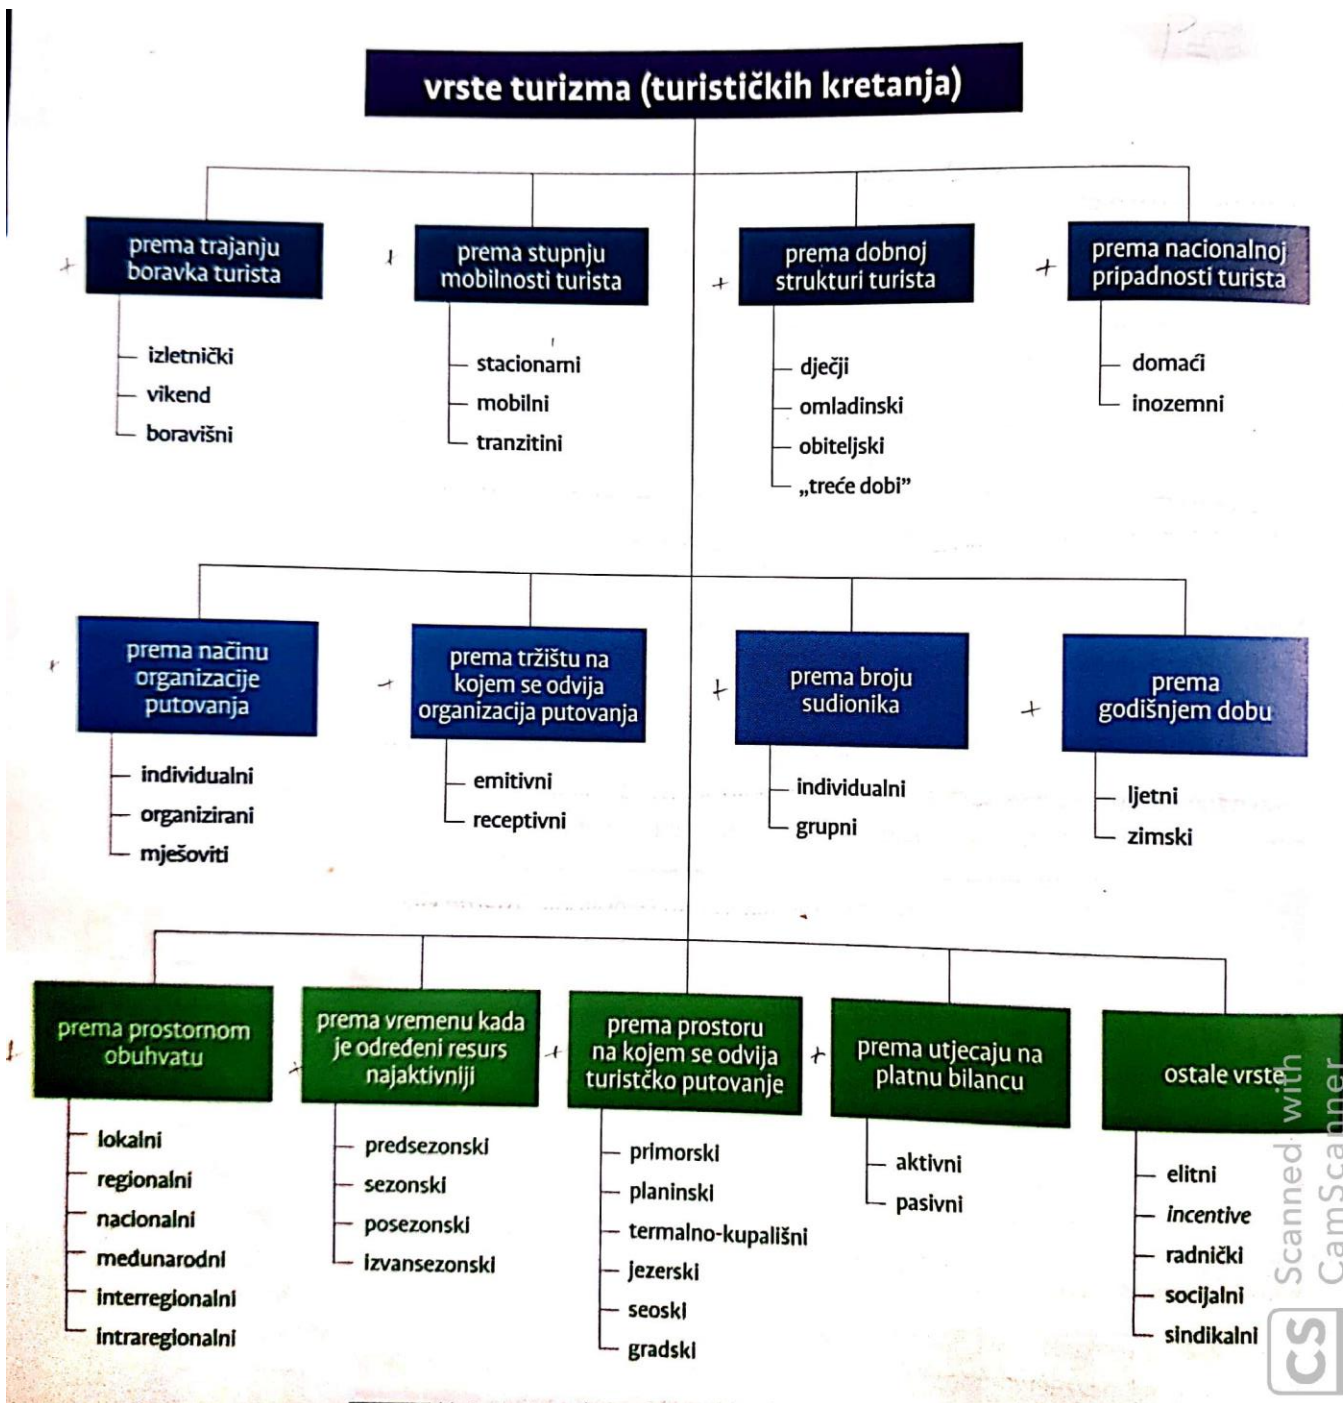 vrste turizma (turističkih kretanja)
prema trajanju
boravka turista
izletnički
vikend
boravišni
prema stupnju
mobilnosti turista
stacionarni
mobilni
tranzitini
prema dobnoj
strukturi turista
dječji
omladinski
obiteljski
„treće dobi”
prema nacionalnoj
pripadnosti turista
domaći
inozemni
prema načinu
organizacije
putovanja
individualni
organizirani
mješoviti
prema tržištu na
kojem se odvija
organizacija putovanja
emitivni
receptivni
prema broju
sudionika
individualni
grupni
prema
godišnjem dobu
ljetni
zimski
prema prostornom
obuhvatu
lokalni
regionalni
nacionalni
međunarodni
interregionalni
intraregionalni
prema vremenu kada
je određeni resurs
najaktivniji
predsezonski
sezonski
posezonski
izvansezonski
prema prostoru
na kojem se odvija
turistčko putovanje
primorski
planinski
termalno-kupališni
jezerski
seoski
gradski
prema utjecaju na
platnu bilancu
aktivni
pasivni
ostale vrste
elitni
incentive
radnički
socijalni
sindikalni
CS
Scanned with
CamScanner